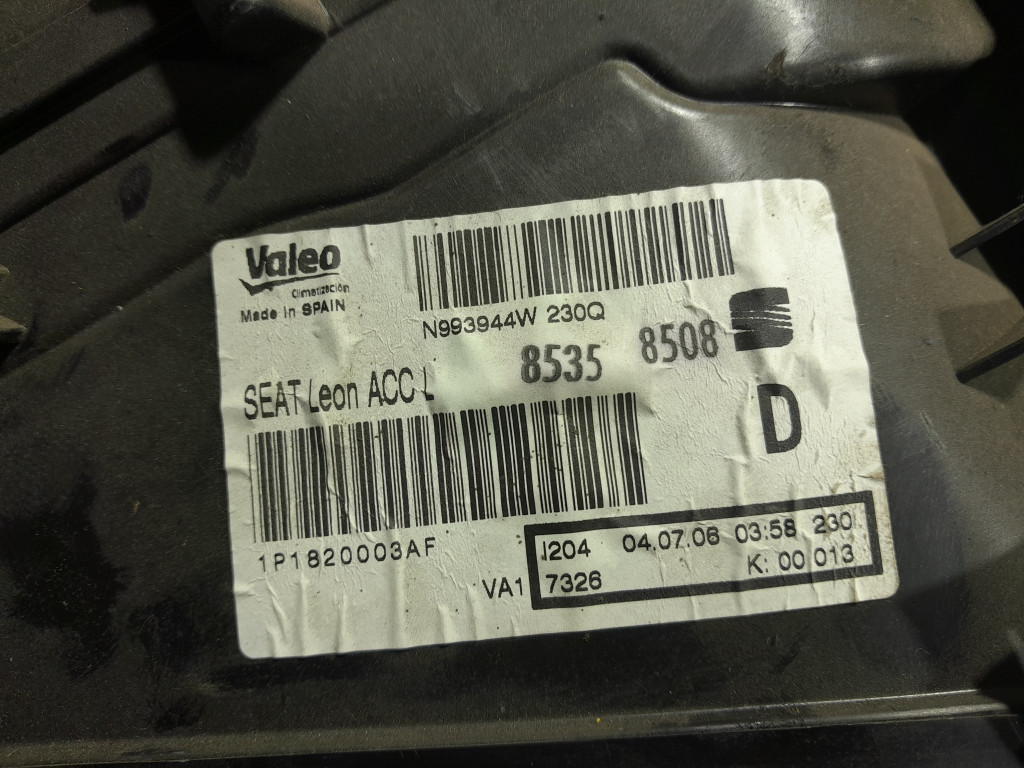 Valeo
Climatización
Made in SPAIN
N993944W 230Q
8535 8508
SEAT Leon ACC L
D
1P1820003AF
VA1
I204 04.07.06 03:58 230
7326 K: 00 013